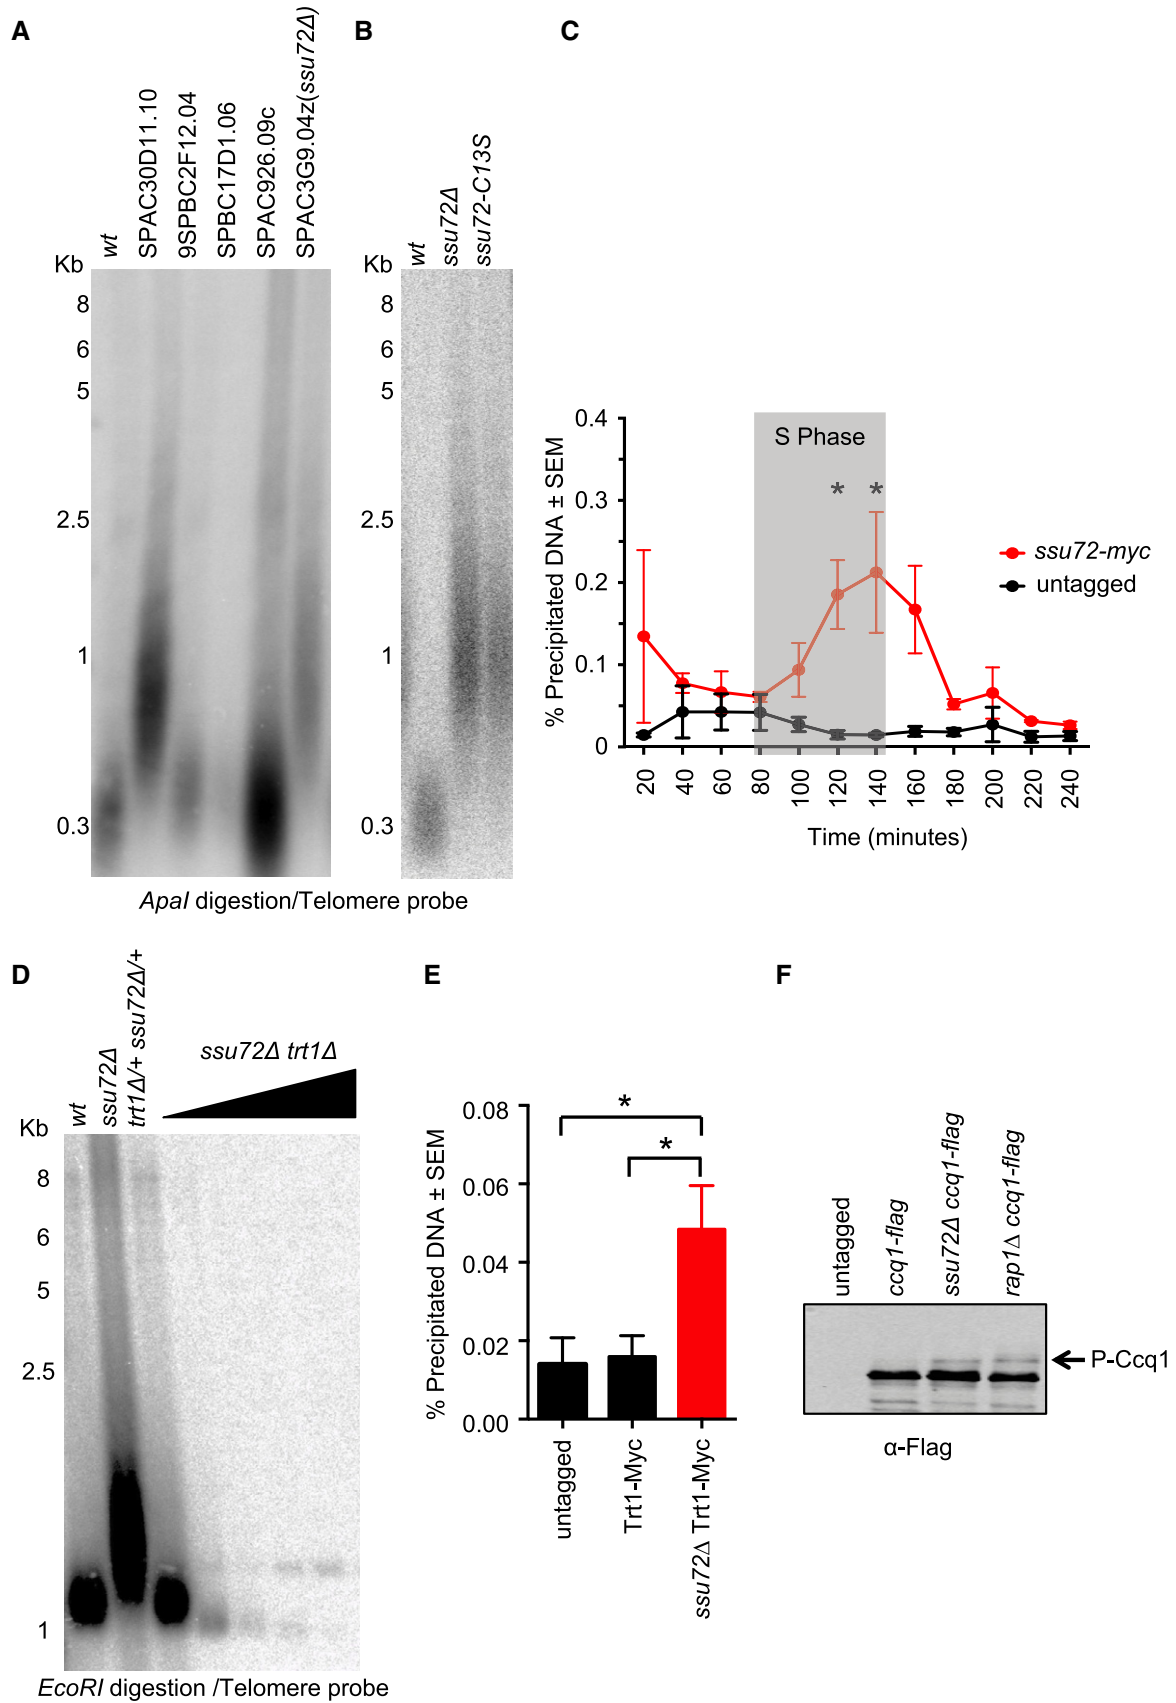 A
wt
SPAC30D11.10
9SPBC2F12.04
SPBC17D1.06
SPAC926.09c
SPAC3G9.04z(ssu72Δ)
Kb
8
6
5
2.5
1
0.3
B
wt
ssu72Δ
ssu72-C13S
Kb
8
6
5
2.5
1
0.3
ApaI digestion/Telomere probe
C
% Precipitated DNA ± SEM
0.4
0.3
0.2
0.1
0
S Phase
* *
ssu72-myc
untagged
20 40 60 80 100 120 140 160 180 200 220 240
Time (minutes)
D
wt
ssu72Δ
trt1Δ/+ ssu72Δ/+
ssu72Δ trt1Δ
Kb
8
6
5
2.5
1
EcoRI digestion /Telomere probe
E
% Precipitated DNA ± SEM
0.08
0.06
0.04
0.02
0.00
*
*
untagged
Trt1-Myc
ssu72Δ Trt1-Myc
F
untagged
ccq1-flag
ssu72Δ ccq1-flag
rap1Δ ccq1-flag
P-Ccq1
α-Flag